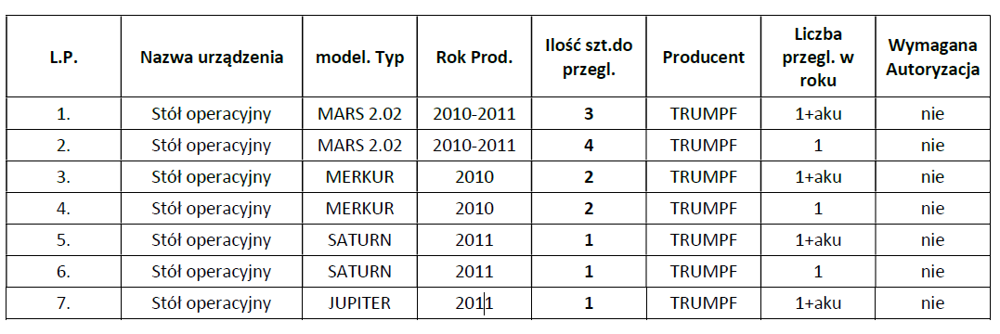 L.P. Nazwa urządzenia model. Typ Rok Prod. Ilość szt.do przegl. Producent Liczba przegl. w roku Wymagana Autoryzacja
1. Stół operacyjny MARS 2.02 2010-2011 3 TRUMPF 1+aku nie
2. Stół operacyjny MARS 2.02 2010-2011 4 TRUMPF 1 nie
3. Stół operacyjny MERKUR 2010 2 TRUMPF 1+aku nie
4. Stół operacyjny MERKUR 2010 2 TRUMPF 1 nie
5. Stół operacyjny SATURN 2011 1 TRUMPF 1+aku nie
6. Stół operacyjny SATURN 2011 1 TRUMPF 1 nie
7. Stół operacyjny JUPITER 2011 1 TRUMPF 1+aku nie